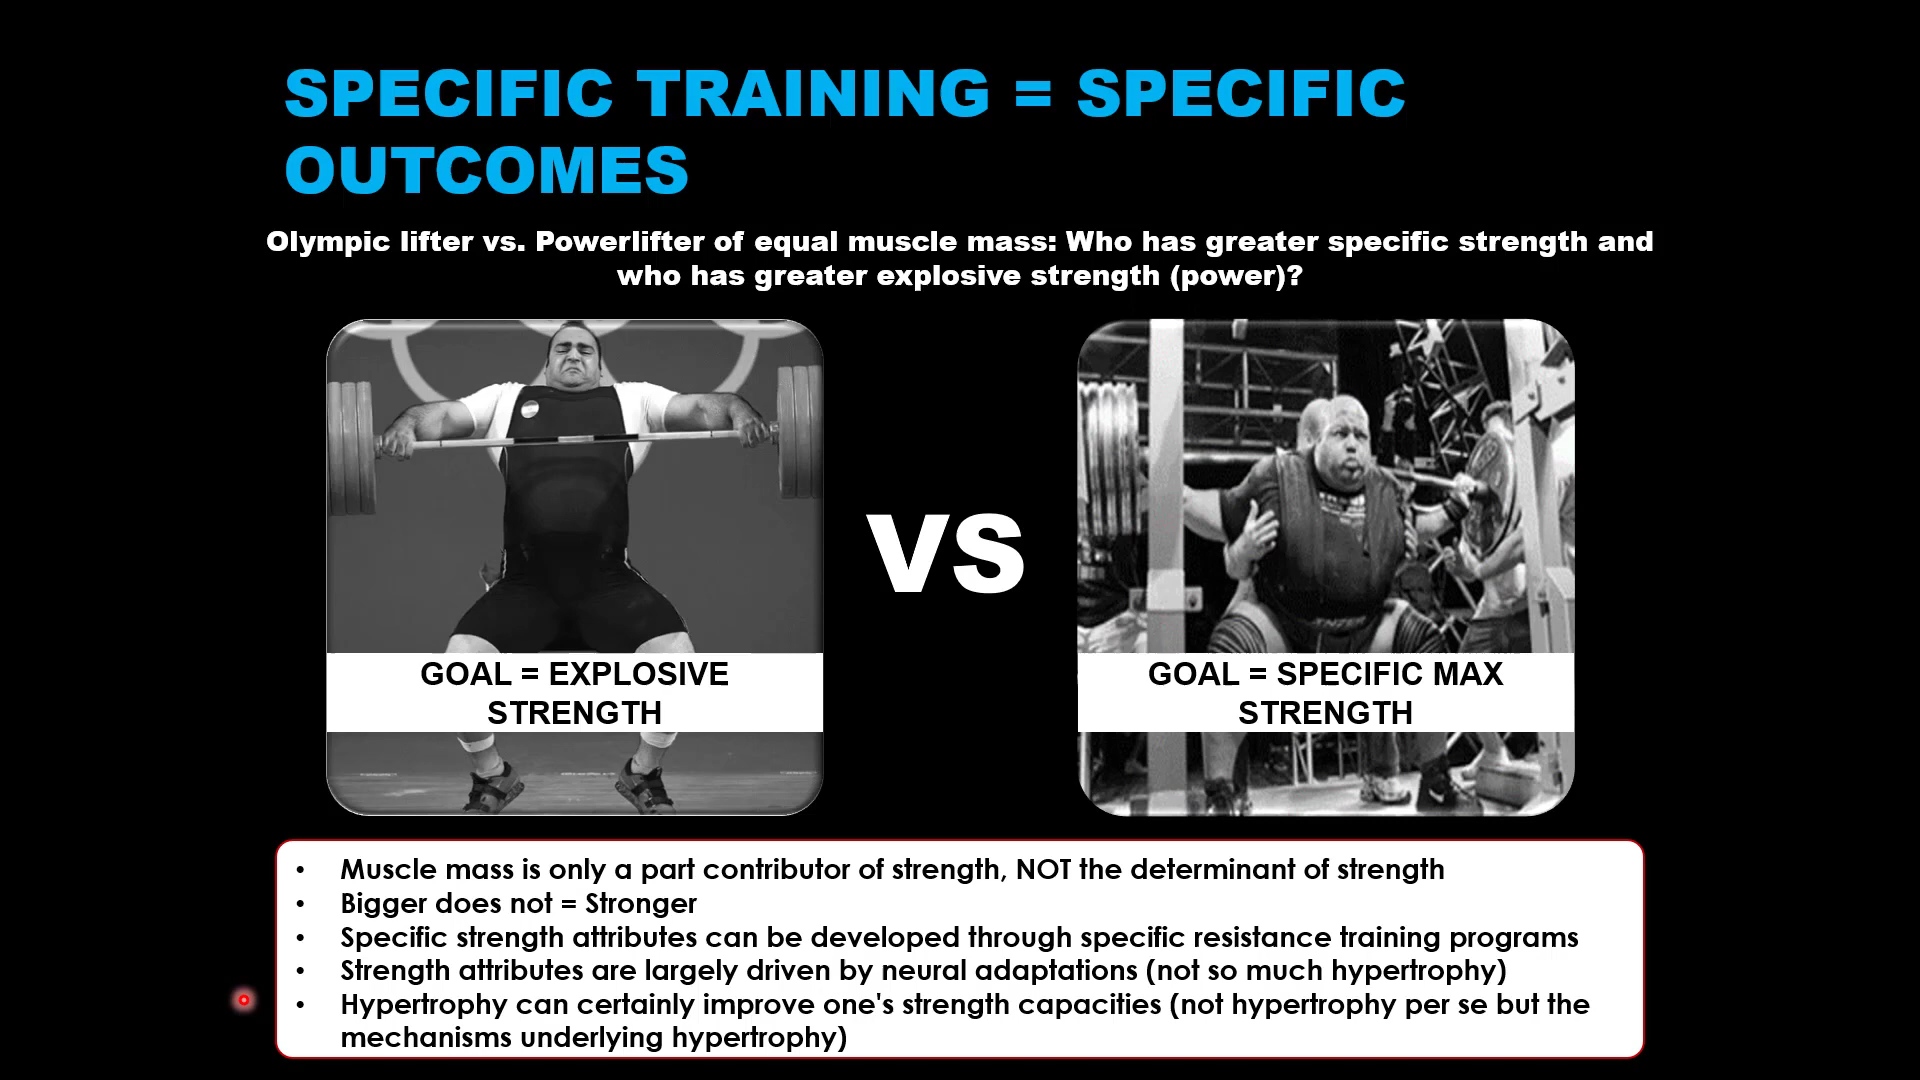 SPECIFIC TRAINING = SPECIFIC
OUTCOMES
Olympic lifter vs. Powerlifter of equal muscle mass: Who has greater specific strength and
who has greater explosive strength (power)?
VS
GOAL = EXPLOSIVE
STRENGTH
GOAL = SPECIFIC MAX
STRENGTH
• Muscle mass is only a part contributor of strength, NOT the determinant of strength
• Bigger does not = Stronger
• Specific strength attributes can be developed through specific resistance training programs
• Strength attributes are largely driven by neural adaptations (not so much hypertrophy)
• Hypertrophy can certainly improve one's strength capacities (not hypertrophy per se but the
mechanisms underlying hypertrophy)